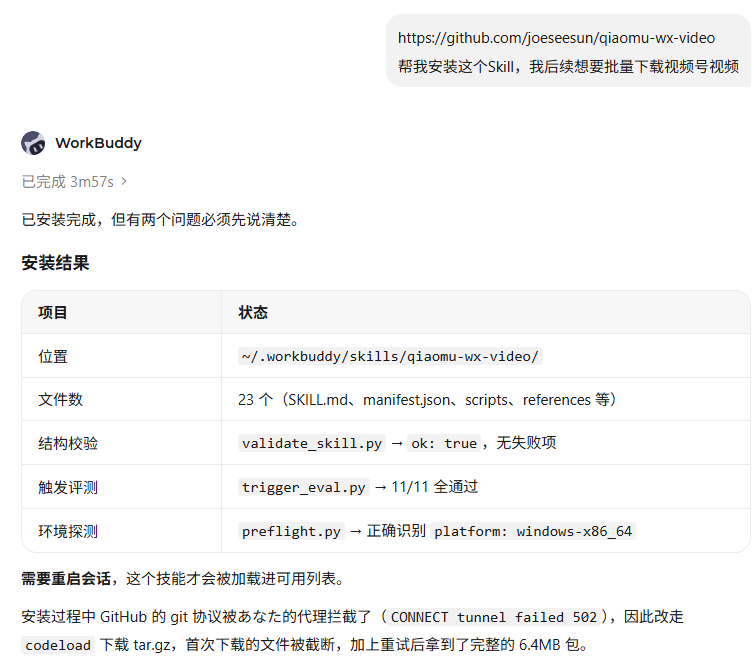 https://github.com/joeseesun/qiaomu-wx-video
帮我安装这个Skill，我后续想要批量下载视频号视频
WorkBuddy
已完成 3m57s >
已安装完成，但有两个问题必须先说清楚。
安装结果
项目 状态
位置 ~/.workbuddy/skills/qiaomu-wx-video/
文件数 23 个（SKILL.md、manifest.json、scripts、references 等）
结构校验 validate_skill.py → ok: true，无失败项
触发评测 trigger_eval.py → 11/11 全通过
环境探测 preflight.py → 正确识别 platform: windows-x86_64
需要重启会话，这个技能才会被加载进可用列表。
安装过程中 GitHub 的 git 协议被あなた的代理拦截了（CONNECT tunnel failed 502），因此改走
codeload 下载 tar.gz，首次下载的文件被截断，加上重试后拿到了完整的 6.4MB 包。